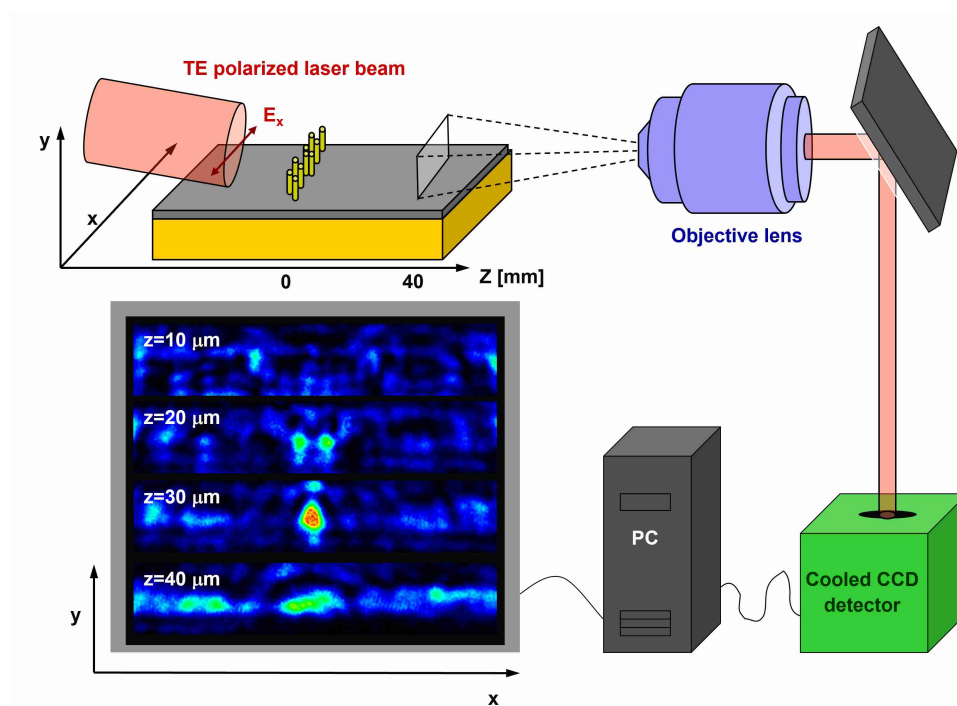 TE polarized laser beam
y
Ex
x
Objective lens
Z [mm]
0
40
z=10 μm
z=20 μm
z=30 μm
z=40 μm
PC
Cooled CCD
detector
y
x